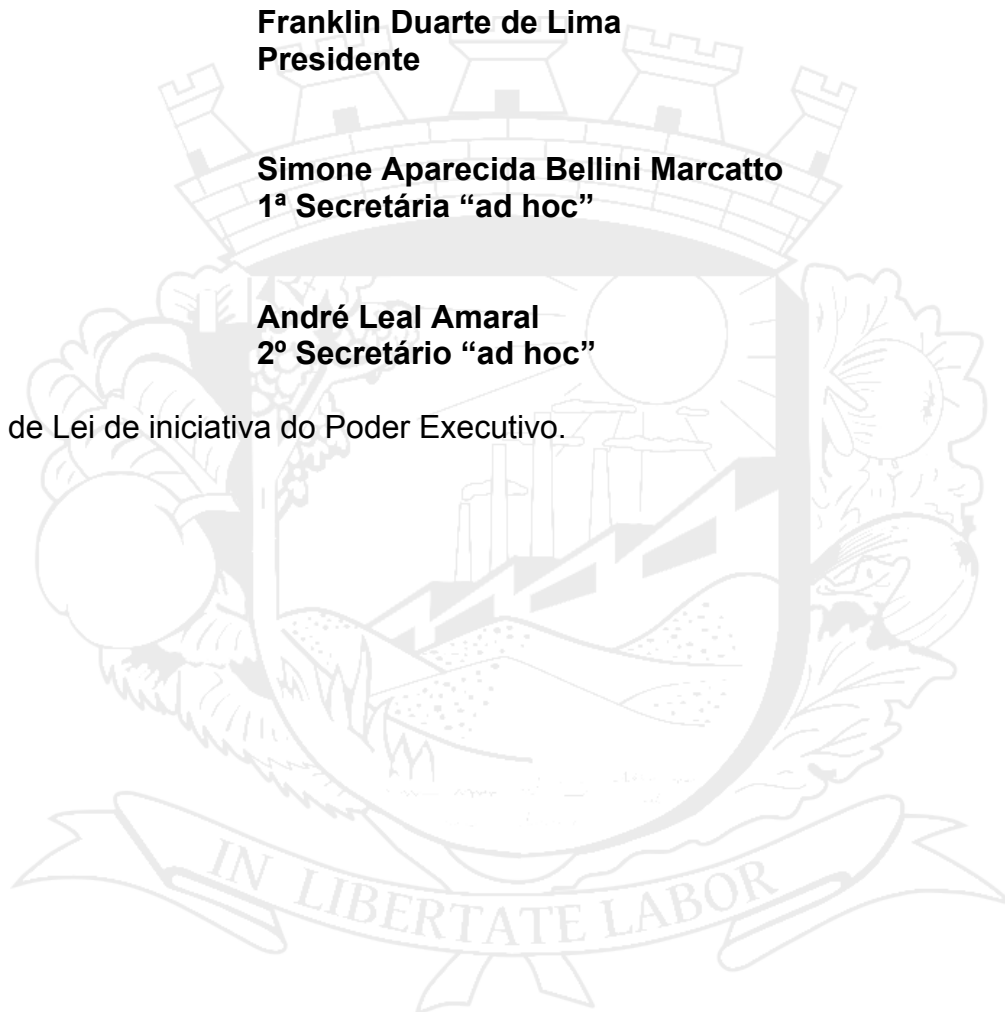 Franklin Duarte de Lima
Presidente
Simone Aparecida Bellini Marcatto
1ª Secretária “ad hoc”
André Leal Amaral
2º Secretário “ad hoc”
de Lei de iniciativa do Poder Executivo.
IN LIBERTATE LABOR